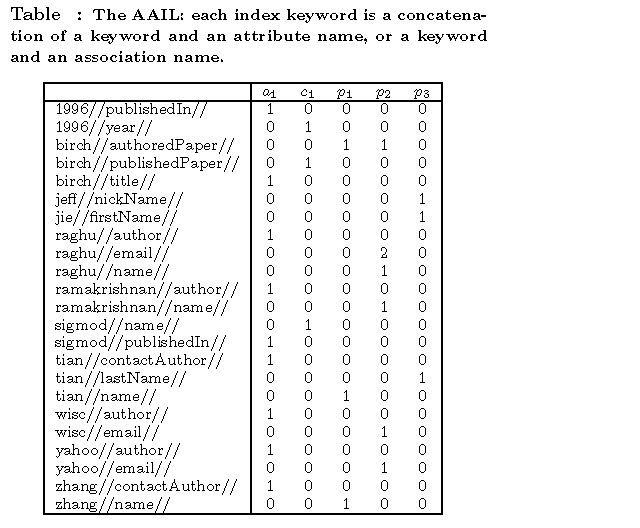 Table : The AAIL: each index keyword is a concatena-
tion of a keyword and an attribute name, or a keyword
and an association name.
a1 c1 p1 p2 p3
1996//publishedIn// 1 0 0 0 0
1996//year// 0 1 0 0 0
birch//authoredPaper// 0 0 1 1 0
birch//publishedPaper// 0 1 0 0 0
birch//title// 1 0 0 0 0
jeff//nickName// 0 0 0 0 1
jie//firstName// 0 0 0 0 1
raghu//author// 1 0 0 0 0
raghu//email// 0 0 0 2 0
raghu//name// 0 0 0 1 0
ramakrishnan//author// 1 0 0 0 0
ramakrishnan//name// 0 0 0 1 0
sigmod//name// 0 1 0 0 0
sigmod//publishedIn// 1 0 0 0 0
tian//contactAuthor// 1 0 0 0 0
tian//lastName// 0 0 0 0 1
tian//name// 0 0 1 0 0
wisc//author// 1 0 0 0 0
wisc//email// 0 0 0 1 0
yahoo//author// 1 0 0 0 0
yahoo//email// 0 0 0 1 0
zhang//contactAuthor// 1 0 0 0 0
zhang//name// 0 0 1 0 0